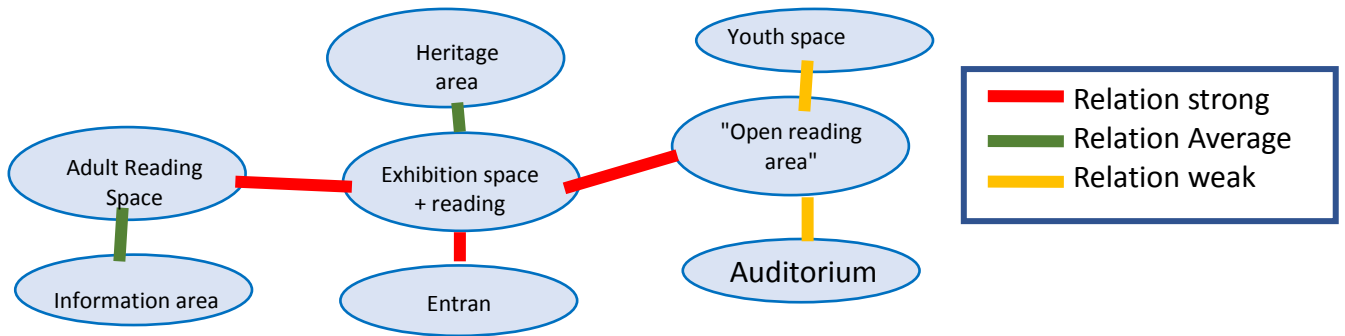 Heritage
area
Youth space
"Open reading
area"
Adult Reading
Space
Exhibition space
+ reading
Information area
Entran
Auditorium
Relation strong
Relation Average
Relation weak